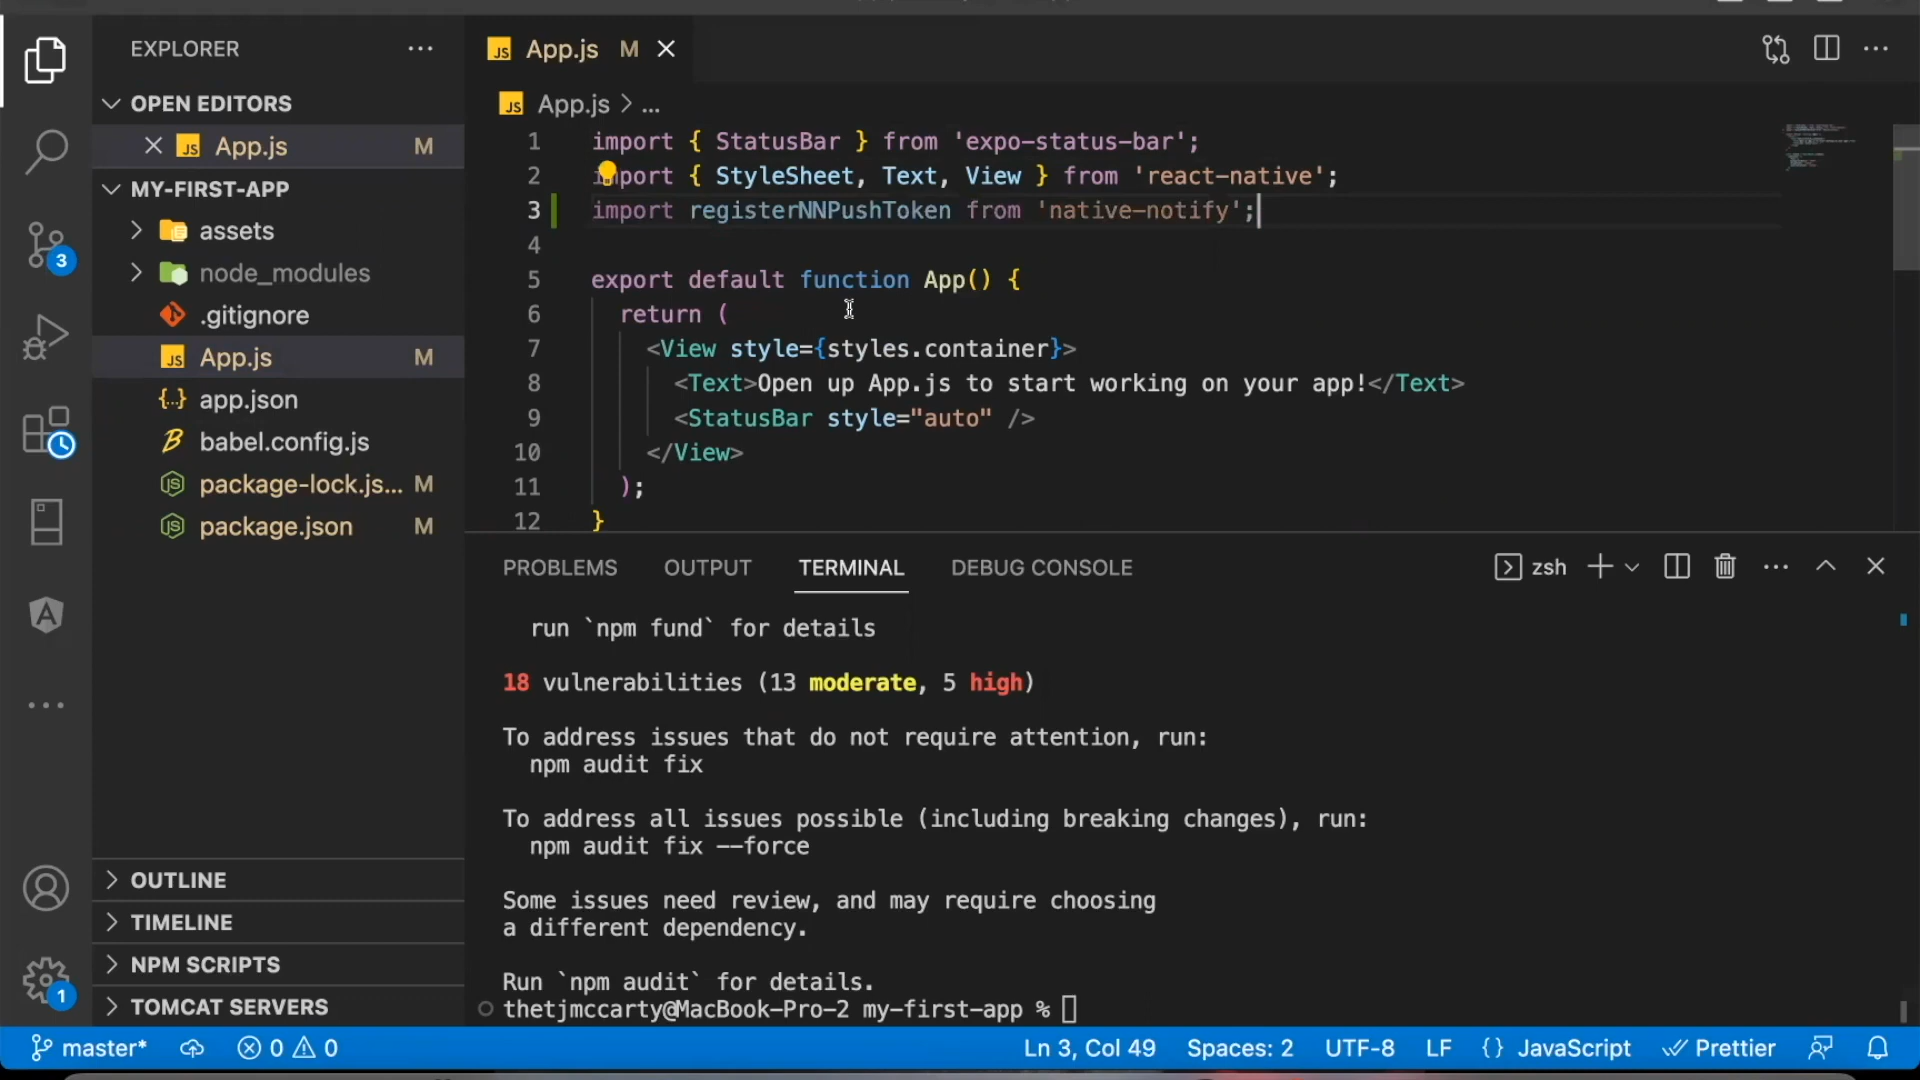 EXPLORER
OPEN EDITORS
App.js M
MY-FIRST-APP
assets
node_modules
.gitignore
App.js M
app.json
babel.config.js
package-lock.js... M
package.json M
OUTLINE
TIMELINE
NPM SCRIPTS
TOMCAT SERVERS
3
1
JS App.js M
JS App.js > ...
1 import { StatusBar } from 'expo-status-bar';
2 import { StyleSheet, Text, View } from 'react-native';
3 import registerNNPushToken from 'native-notify';
4
5 export default function App() {
6 return (
7 <View style={styles.container}>
8 <Text>Open up App.js to start working on your app!</Text>
9 <StatusBar style="auto" />
10 </View>
11 );
12 }
PROBLEMS OUTPUT TERMINAL DEBUG CONSOLE zsh
run `npm fund` for details
18 vulnerabilities (13 moderate, 5 high)
To address issues that do not require attention, run:
npm audit fix
To address all issues possible (including breaking changes), run:
npm audit fix --force
Some issues need review, and may require choosing
a different dependency.
Run `npm audit` for details.
thetjmccarty@MacBook-Pro-2 my-first-app %
master* 0 0 Ln 3, Col 49 Spaces: 2 UTF-8 LF {} JavaScript Prettier